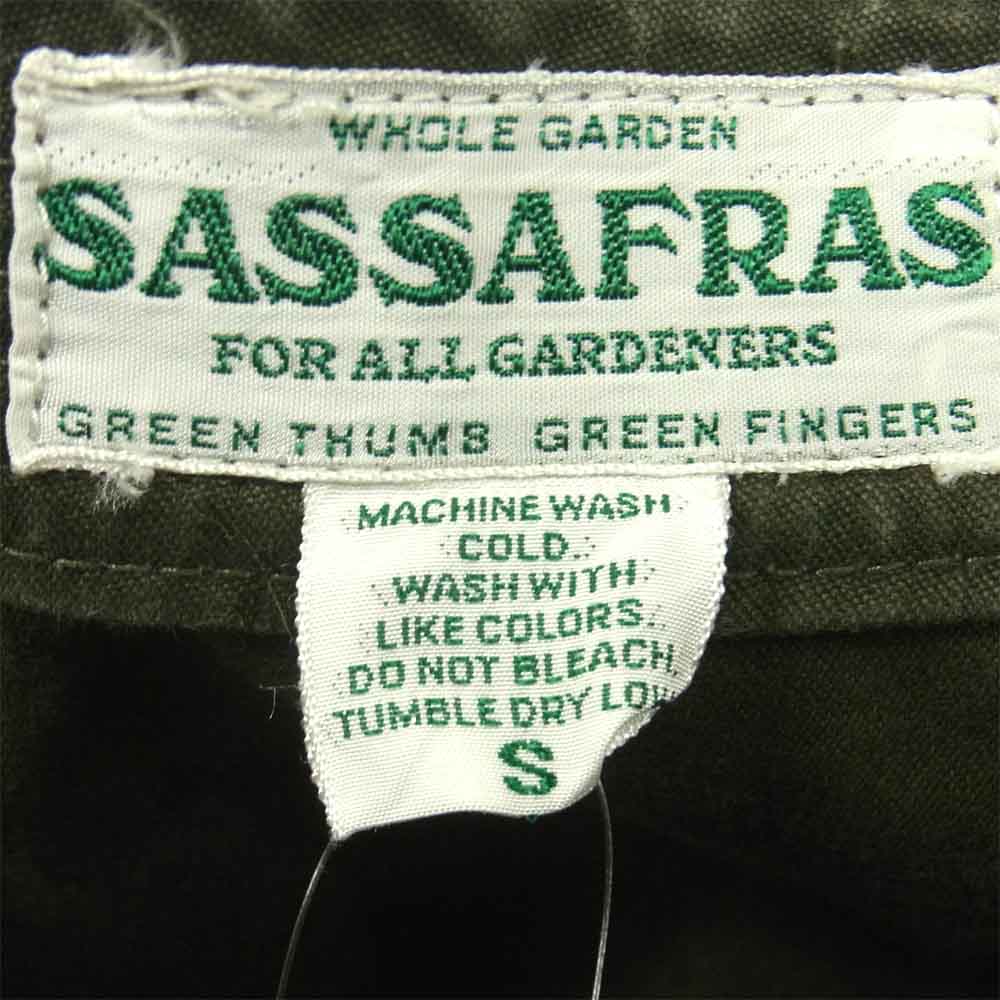 WHOLE GARDEN
SASSAFRAS
FOR ALL GARDENERS
GREEN THUMB GREEN FINGERS
MACHINE WASH
COLD.
WASH WITH
LIKE COLORS.
DO NOT BLEACH.
TUMBLE DRY LOW
S